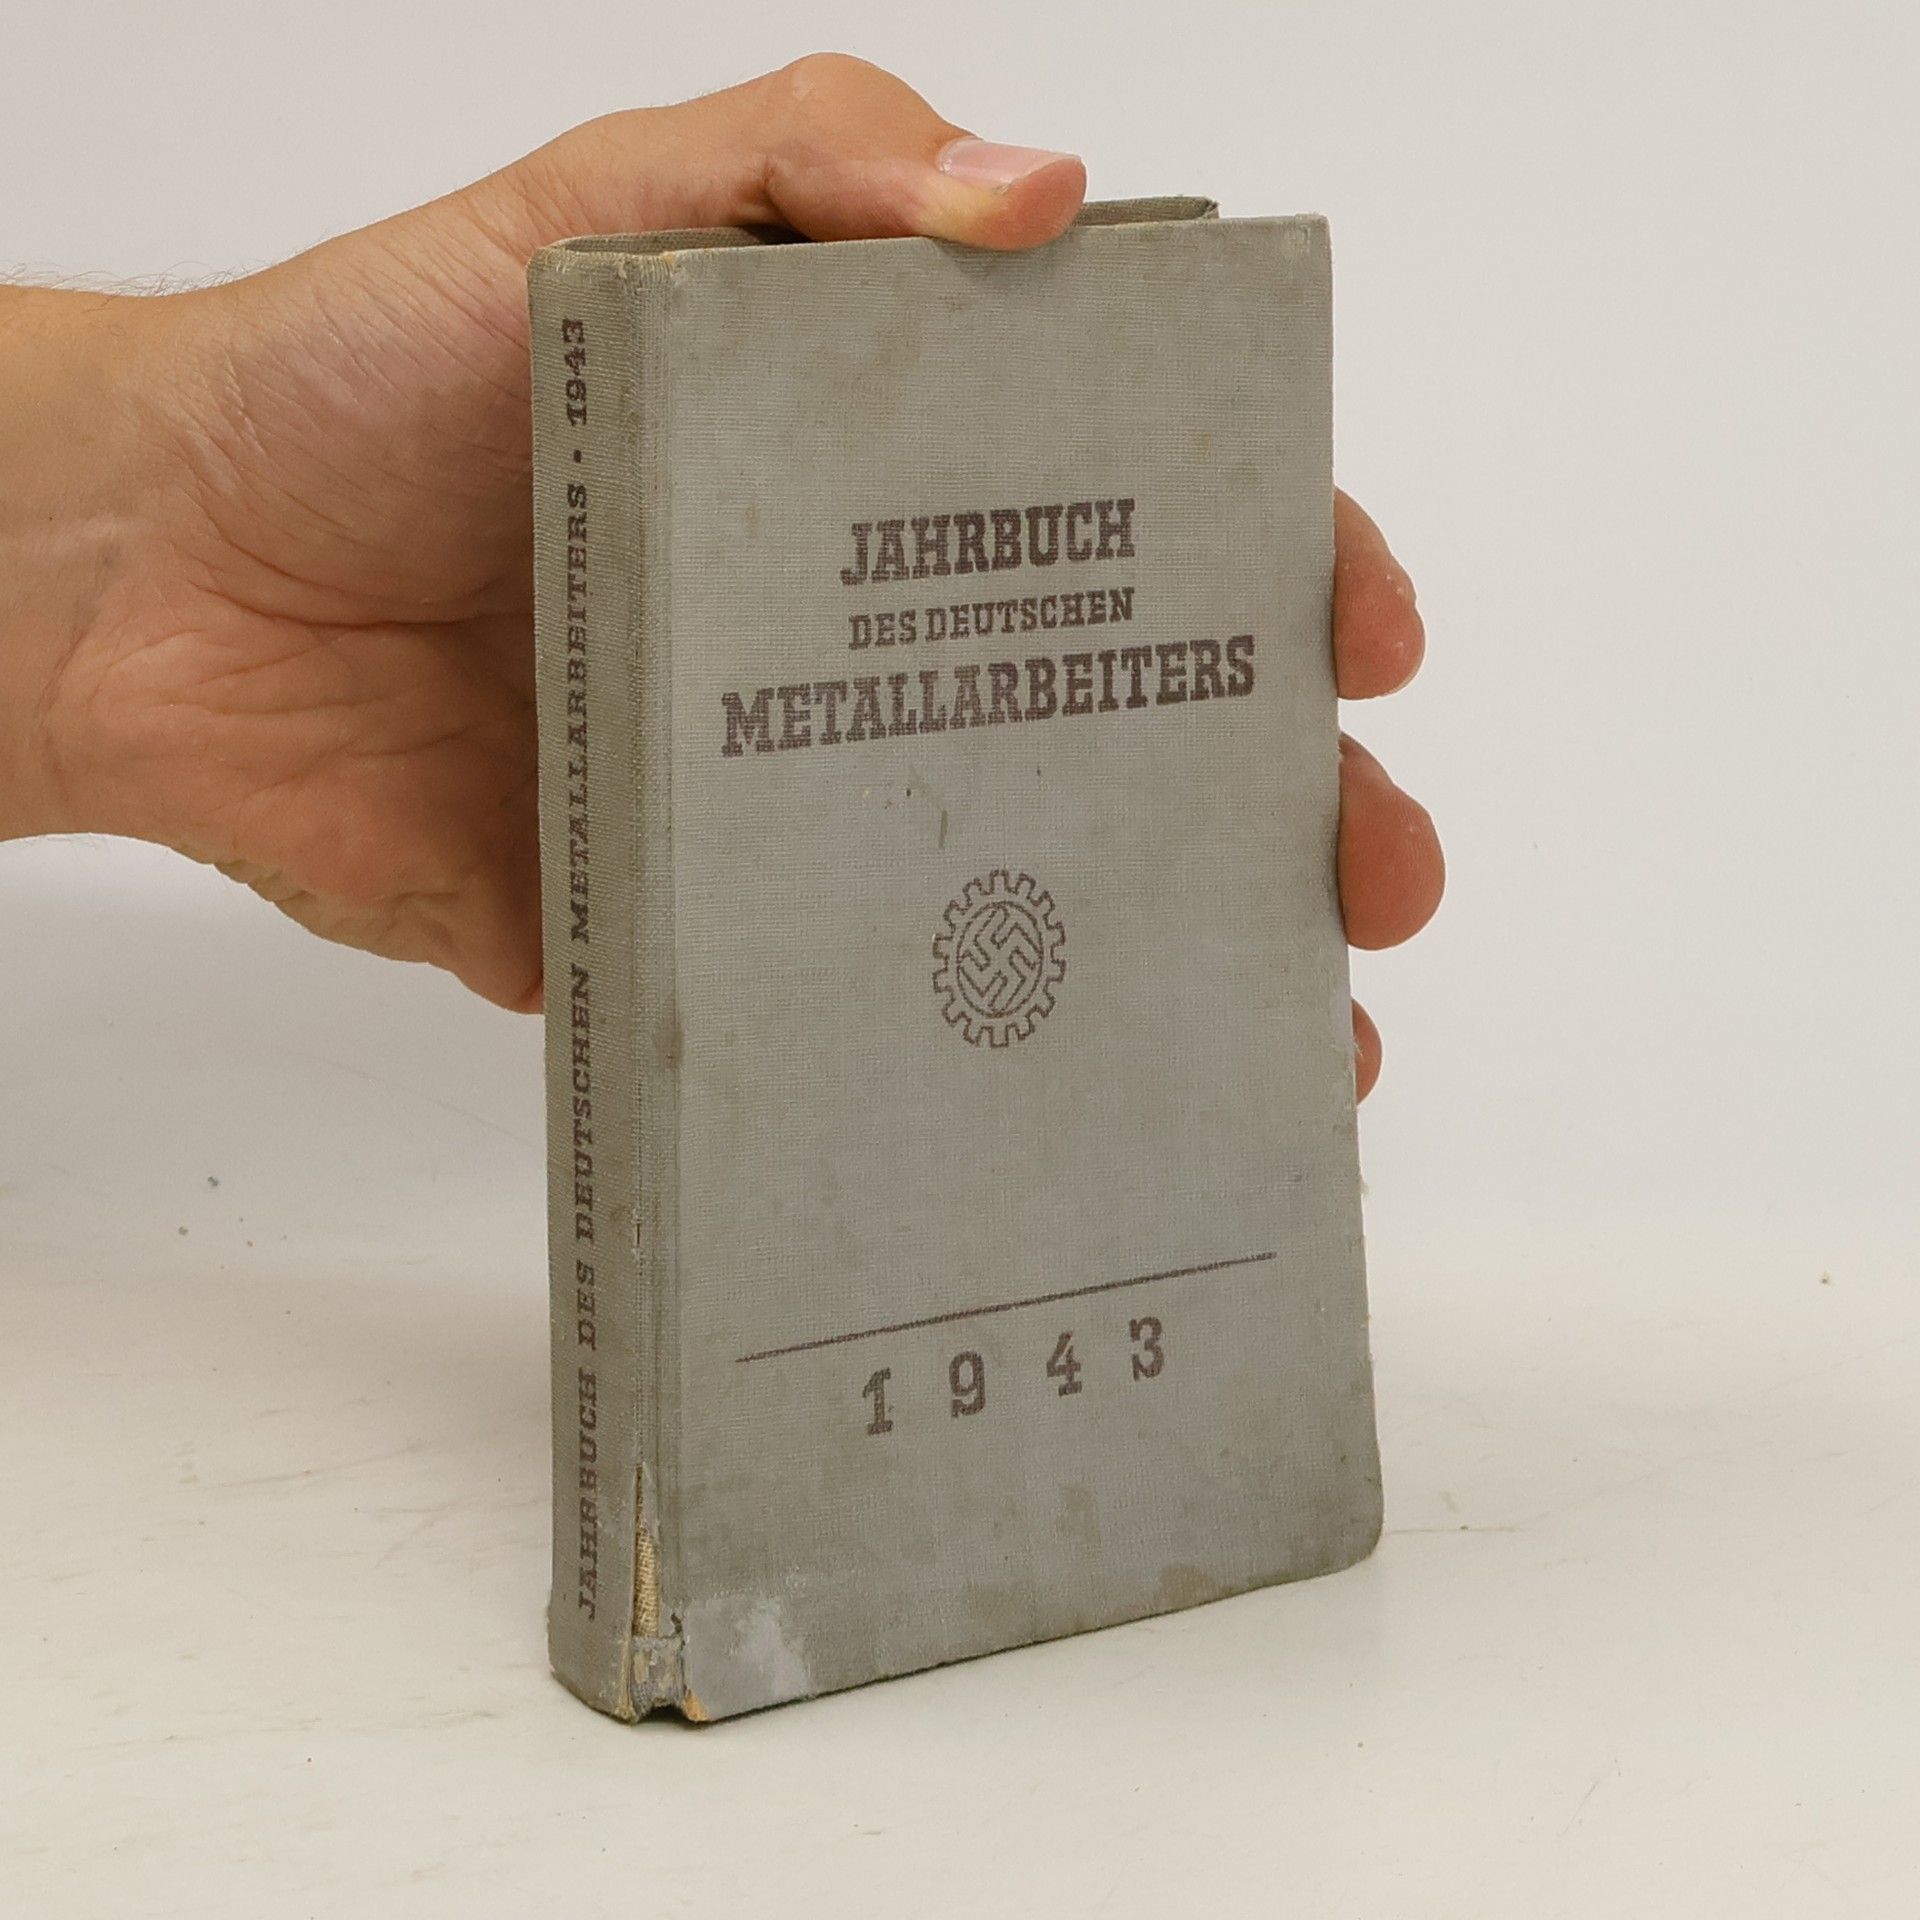 JAHRBUCH DES DEUTSCHEN METALLARBEITERS · 1943
JAHRBUCH
DES DEUTSCHEN
METALLARBEITERS
1943